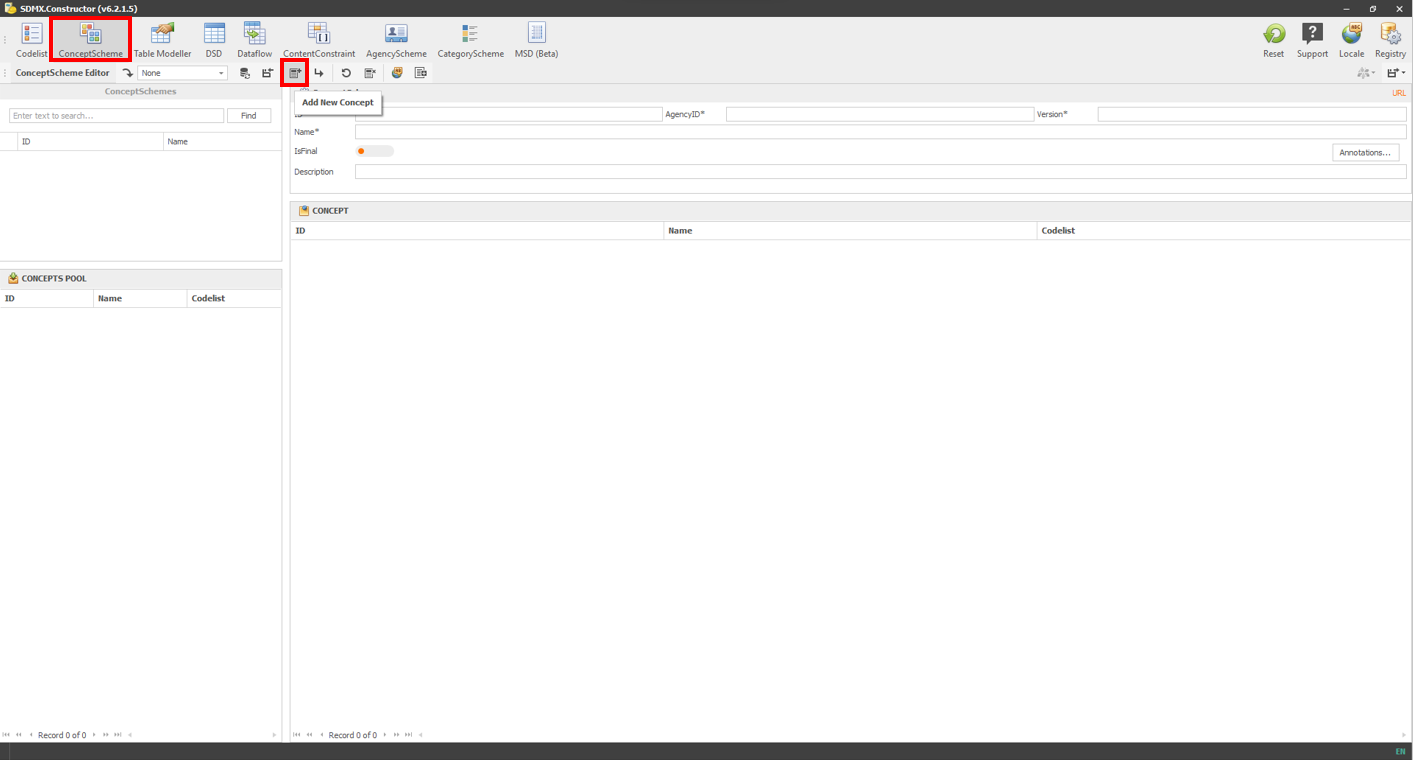 SDMX.Constructor (v6.2.1.5)
Codelist ConceptScheme Table Modeller DSD Dataflow ContentConstraint AgencyScheme CategoryScheme MSD (Beta) Reset Support Locale Registry
ConceptScheme Editor None
ConceptSchemes
URL
Add New Concept
Enter text to search... Find
AgencyID* Version*
Name*
ID Name
IsFinal
Annotations...
Description
CONCEPT
ID Name Codelist
CONCEPTS POOL
ID Name Codelist
Record 0 of 0
Record 0 of 0
EN